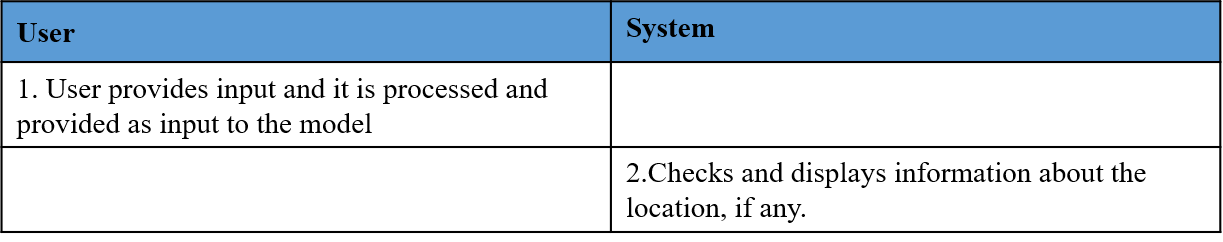 User
System
1. User provides input and it is processed and
provided as input to the model
2.Checks and displays information about the
location, if any.